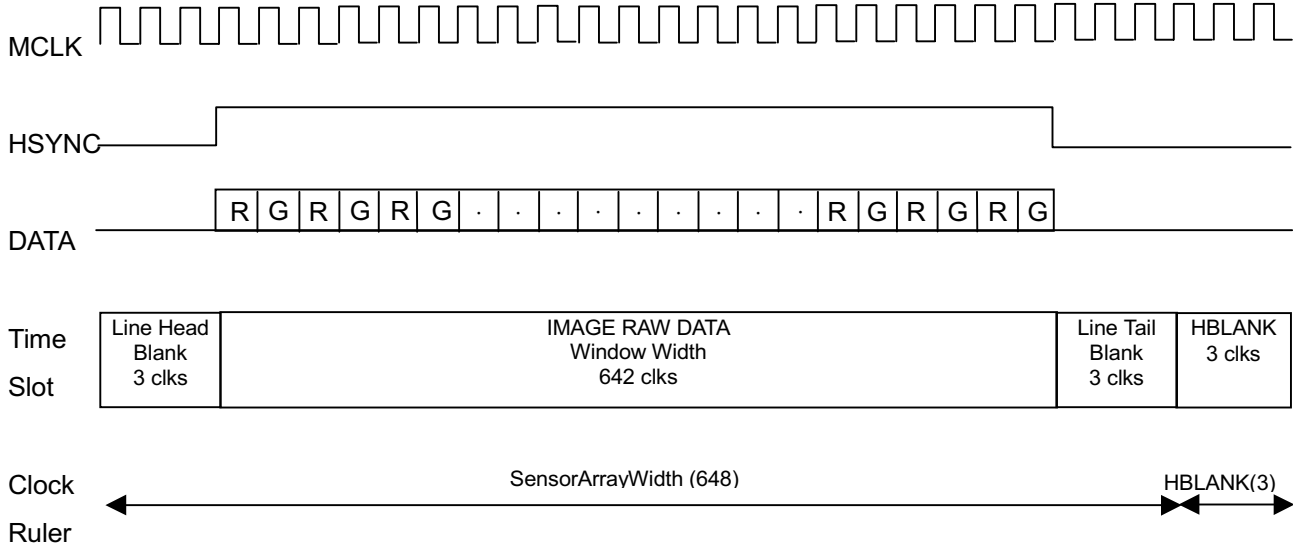 MCLK
HSYNC
R G R G R G . . . . . . . . . R G R G R G
DATA
Time
Slot
Line Head
Blank
3 clks
IMAGE RAW DATA
Window Width
642 clks
Line Tail
Blank
3 clks
HBLANK
3 clks
Clock
Ruler
SensorArrayWidth (648)
HBLANK(3)